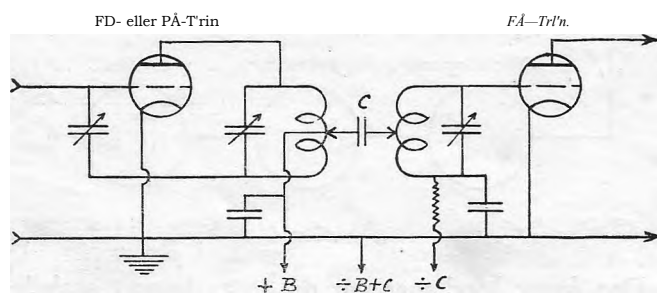 FD- eller PÅ-T'rin
FÅ—Trl'n.
C
+ B
÷ B+C
÷ C